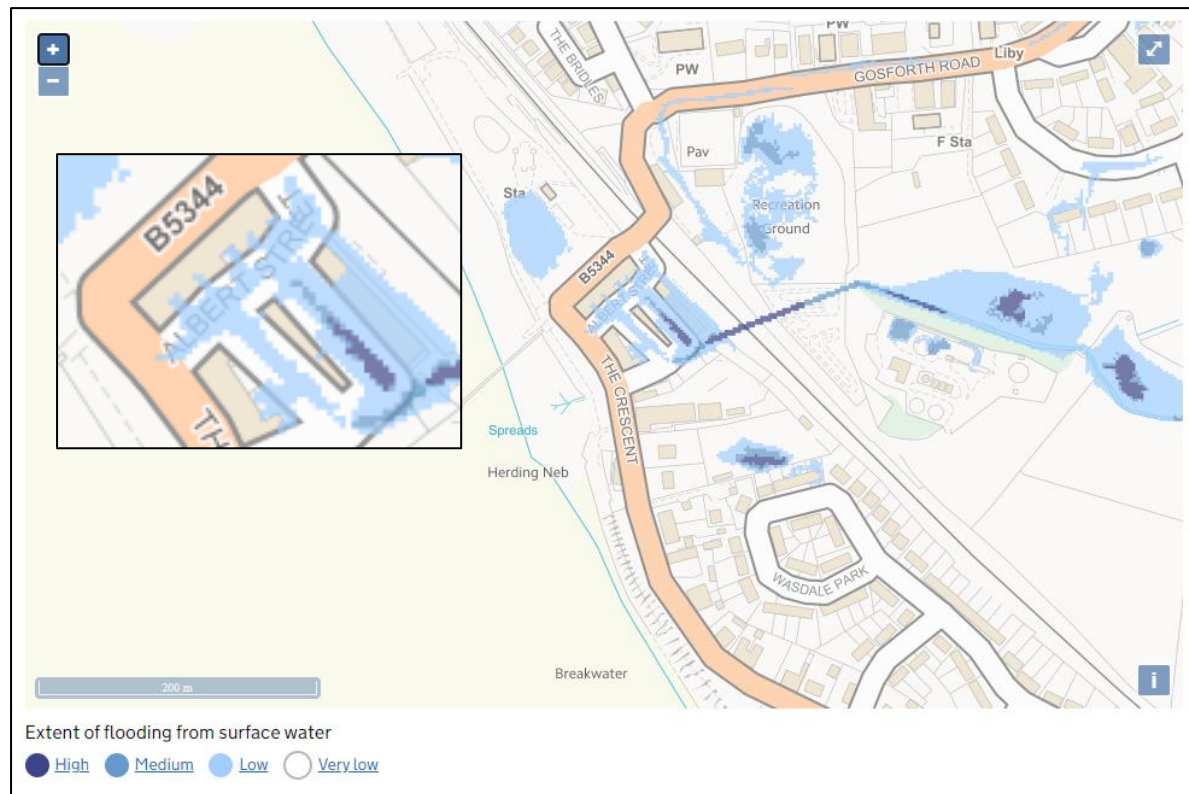 +
−
THE BRIDLES
PW
PW
Liby
GOSFORTH ROAD
F Sta
Pav
Recreation
Ground
Sta
B5344
ALBERT STREET
THE CRESCENT
B5344
ALBERT STREET
TH
Spreads
Herding Neb
WASDALE PARK
Breakwater
200 m
i
Extent of flooding from surface water
High Medium Low Very low